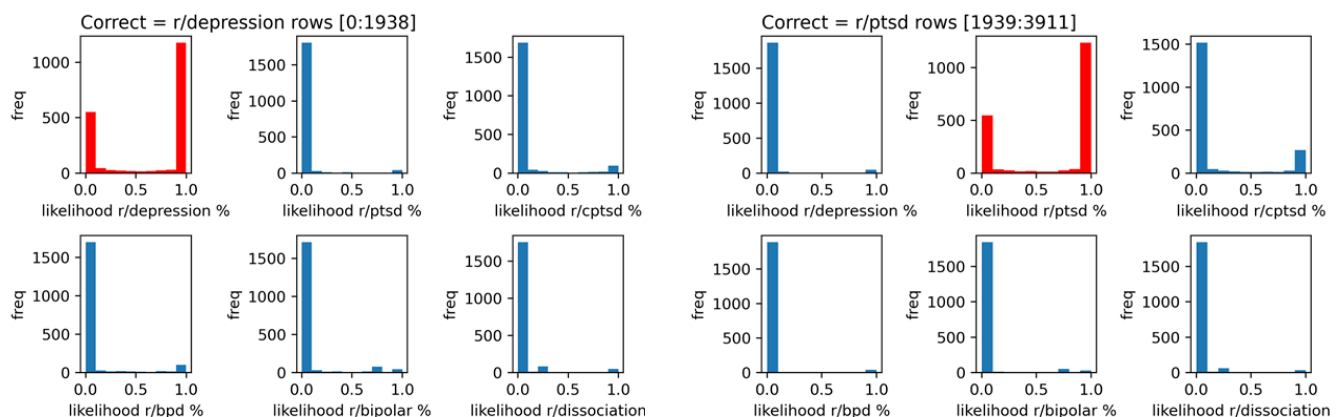 Correct = r/depression rows [0:1938]
1000
500
0
freq
0.0 0.5 1.0
likelihood r/depression %
1500
1000
500
0
freq
0.0 0.5 1.0
likelihood r/ptsd %
1500
1000
500
0
freq
0.0 0.5 1.0
likelihood r/cptsd %
1500
1000
500
0
freq
0.0 0.5 1.0
likelihood r/bpd %
1500
1000
500
0
freq
0.0 0.5 1.0
likelihood r/bipolar %
1500
1000
500
0
freq
0.0 0.5 1.0
likelihood r/dissociation
Correct = r/ptsd rows [1939:3911]
1500
1000
500
0
freq
0.0 0.5 1.0
likelihood r/depression %
1000
500
0
freq
0.0 0.5 1.0
likelihood r/ptsd %
1500
1000
500
0
freq
0.0 0.5 1.0
likelihood r/cptsd %
1500
1000
500
0
freq
0.0 0.5 1.0
likelihood r/bpd %
1500
1000
500
0
freq
0.0 0.5 1.0
likelihood r/bipolar %
1500
1000
500
0
freq
0.0 0.5 1.0
likelihood r/dissociation